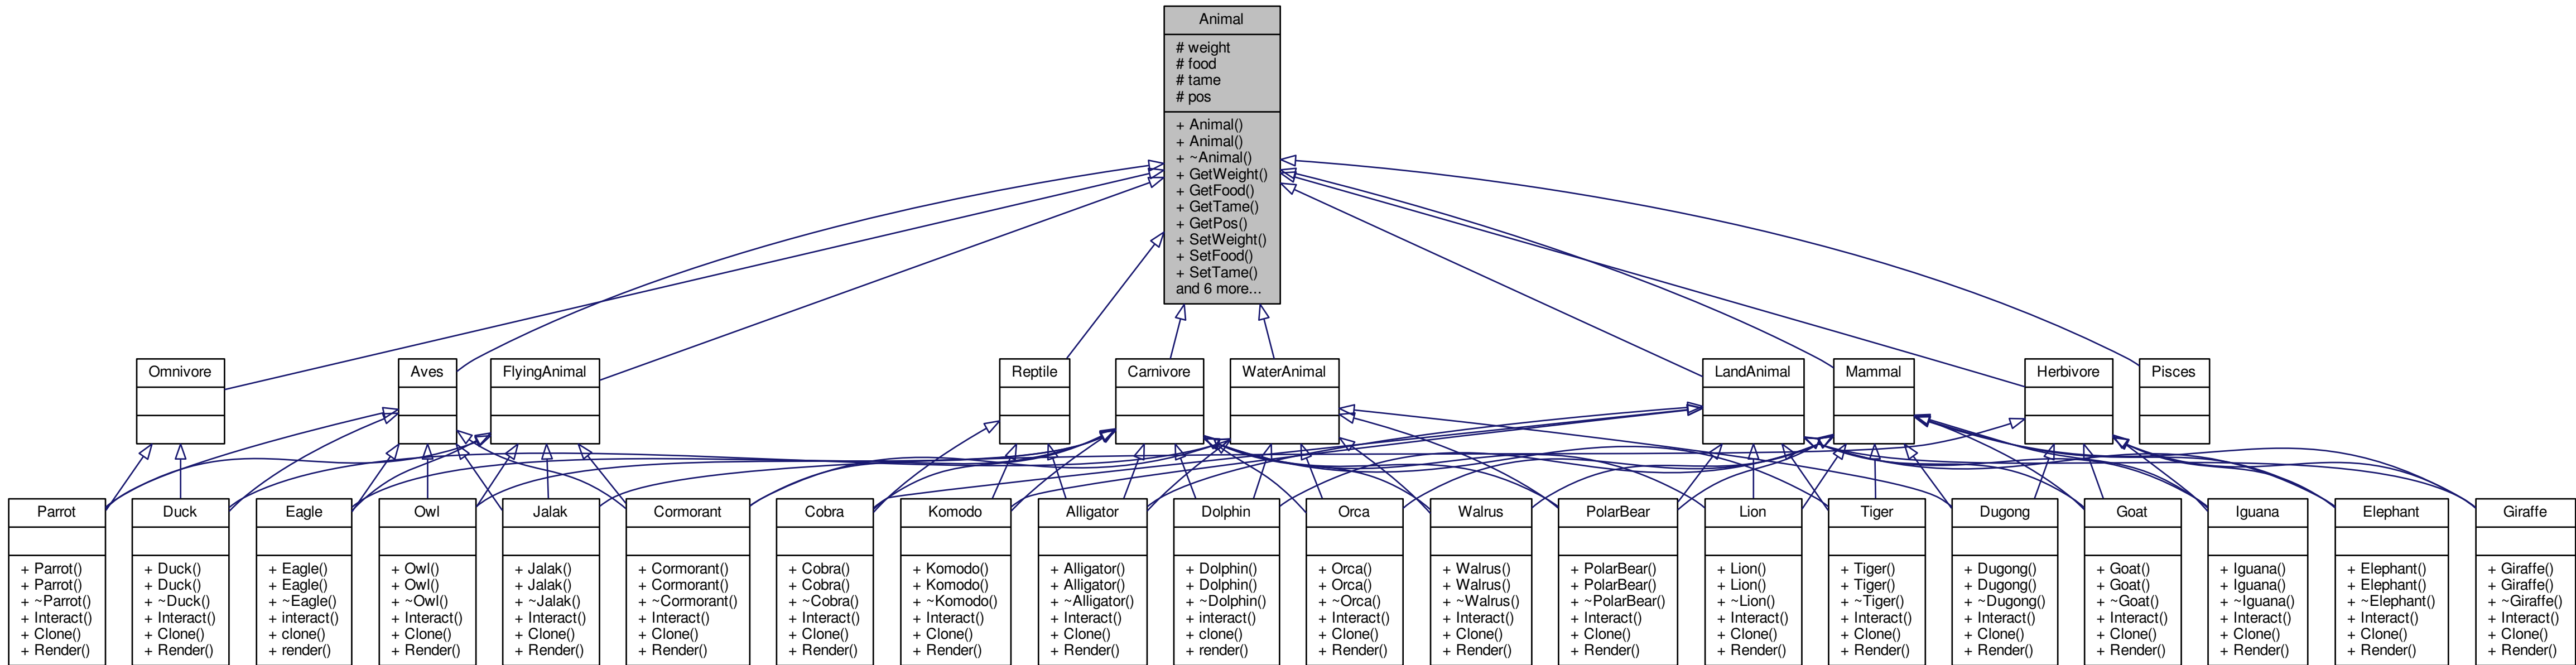 Animal
# weight
# food
# tame
# pos
+ Animal()
+ Animal()
+ ~Animal()
+ GetWeight()
+ GetFood()
+ GetTame()
+ GetPos()
+ SetWeight()
+ SetFood()
+ SetTame()
and 6 more...
Omnivore
Aves
FlyingAnimal
Reptile
Carnivore
WaterAnimal
LandAnimal
Mammal
Herbivore
Pisces
Parrot
+ Parrot()
+ Parrot()
+ ~Parrot()
+ Interact()
+ Clone()
+ Render()
Duck
+ Duck()
+ Duck()
+ ~Duck()
+ Interact()
+ Clone()
+ Render()
Eagle
+ Eagle()
+ Eagle()
+ ~Eagle()
+ interact()
+ clone()
+ render()
Owl
+ Owl()
+ Owl()
+ ~Owl()
+ Interact()
+ Clone()
+ Render()
Jalak
+ Jalak()
+ Jalak()
+ ~Jalak()
+ Interact()
+ Clone()
+ Render()
Cormorant
+ Cormorant()
+ Cormorant()
+ ~Cormorant()
+ Interact()
+ Clone()
+ Render()
Cobra
+ Cobra()
+ Cobra()
+ ~Cobra()
+ Interact()
+ Clone()
+ Render()
Komodo
+ Komodo()
+ Komodo()
+ ~Komodo()
+ Interact()
+ Clone()
+ Render()
Alligator
+ Alligator()
+ Alligator()
+ ~Alligator()
+ Interact()
+ Clone()
+ Render()
Dolphin
+ Dolphin()
+ Dolphin()
+ ~Dolphin()
+ interact()
+ clone()
+ render()
Orca
+ Orca()
+ Orca()
+ ~Orca()
+ Interact()
+ Clone()
+ Render()
Walrus
+ Walrus()
+ Walrus()
+ ~Walrus()
+ Interact()
+ Clone()
+ Render()
PolarBear
+ PolarBear()
+ PolarBear()
+ ~PolarBear()
+ Interact()
+ Clone()
+ Render()
Lion
+ Lion()
+ Lion()
+ ~Lion()
+ Interact()
+ Clone()
+ Render()
Tiger
+ Tiger()
+ Tiger()
+ ~Tiger()
+ Interact()
+ Clone()
+ Render()
Dugong
+ Dugong()
+ Dugong()
+ ~Dugong()
+ Interact()
+ Clone()
+ Render()
Goat
+ Goat()
+ Goat()
+ ~Goat()
+ Interact()
+ Clone()
+ Render()
Iguana
+ Iguana()
+ Iguana()
+ ~Iguana()
+ Interact()
+ Clone()
+ Render()
Elephant
+ Elephant()
+ Elephant()
+ ~Elephant()
+ Interact()
+ Clone()
+ Render()
Giraffe
+ Giraffe()
+ Giraffe()
+ ~Giraffe()
+ Interact()
+ Clone()
+ Render()